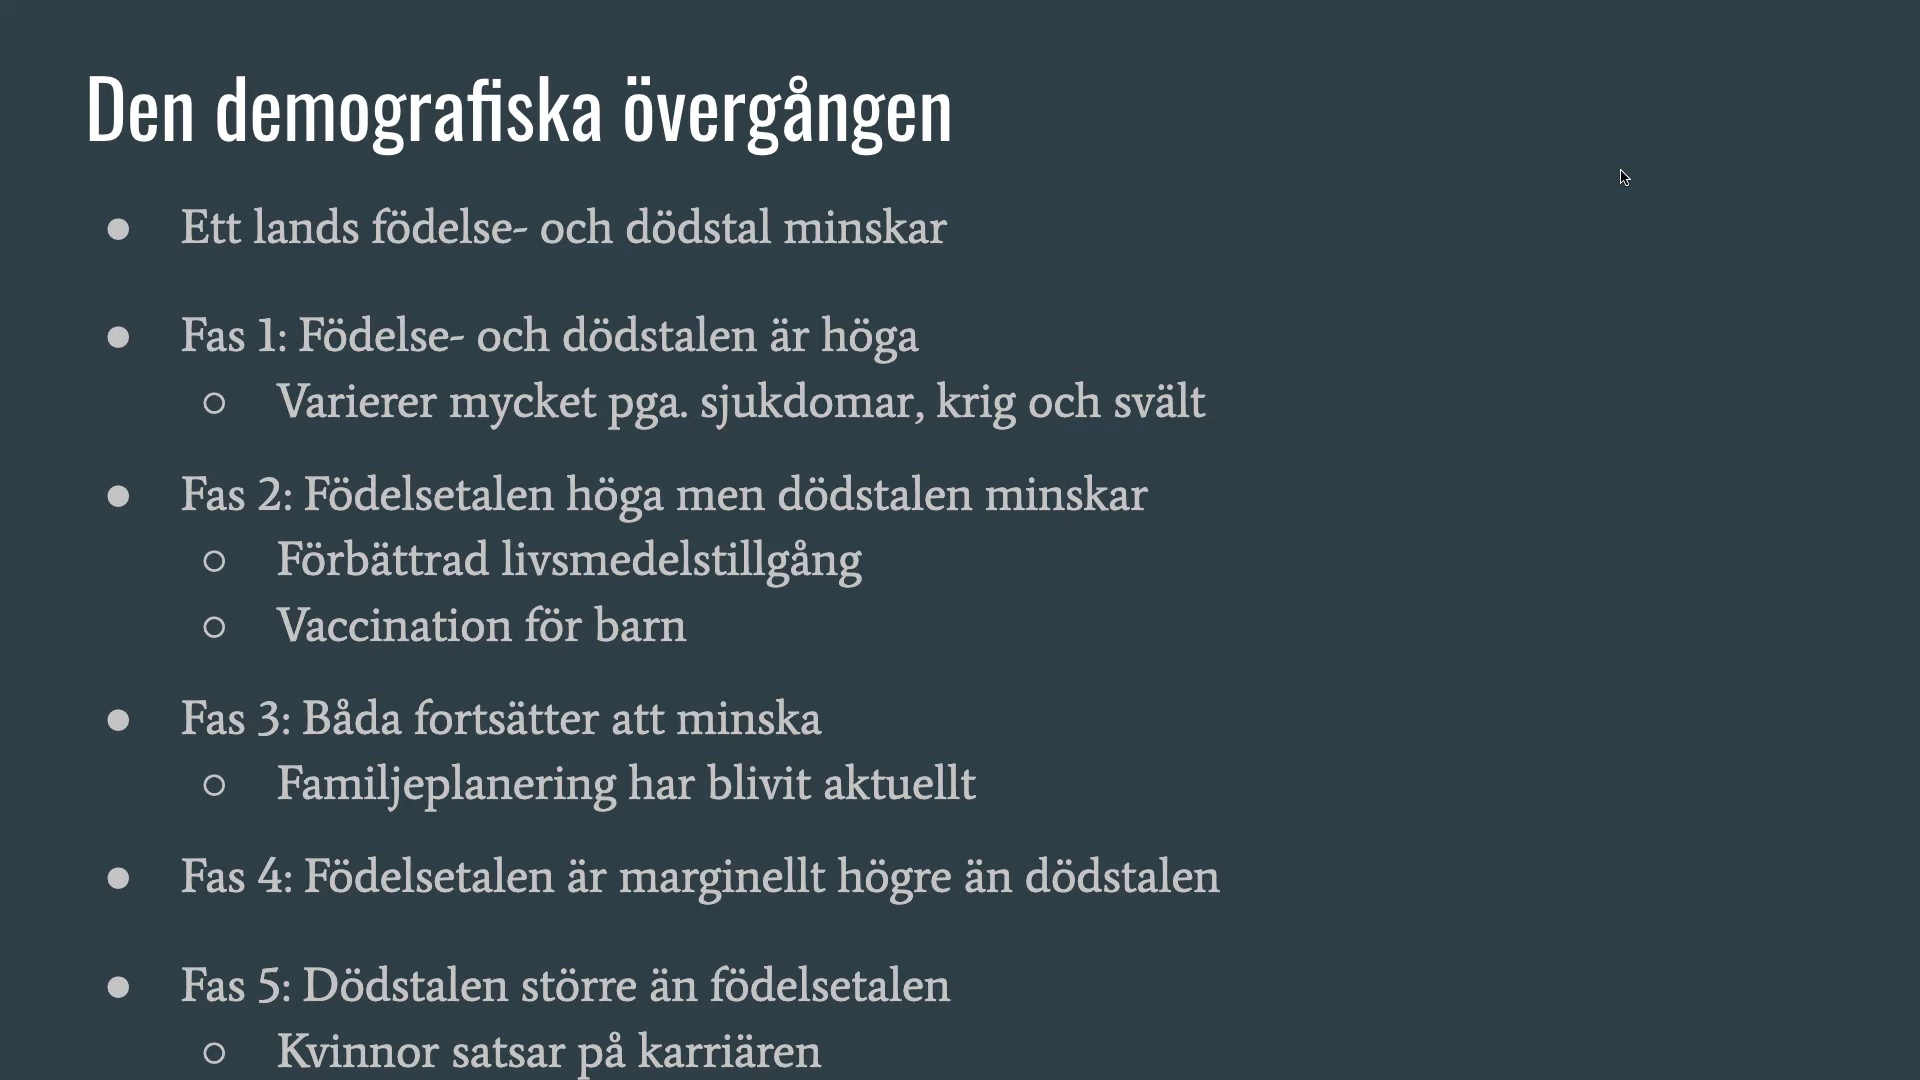 Den demografiska övergången
● Ett lands födelse- och dödstal minskar
● Fas 1: Födelse- och dödstalen är höga
○ Varierer mycket pga. sjukdomar, krig och svält
● Fas 2: Födelsetalen höga men dödstalen minskar
○ Förbättrad livsmedelstillgång
○ Vaccination för barn
● Fas 3: Båda fortsätter att minska
○ Familjeplanering har blivit aktuellt
● Fas 4: Födelsetalen är marginellt högre än dödstalen
● Fas 5: Dödstalen större än födelsetalen
○ Kvinnor satsar på karriären